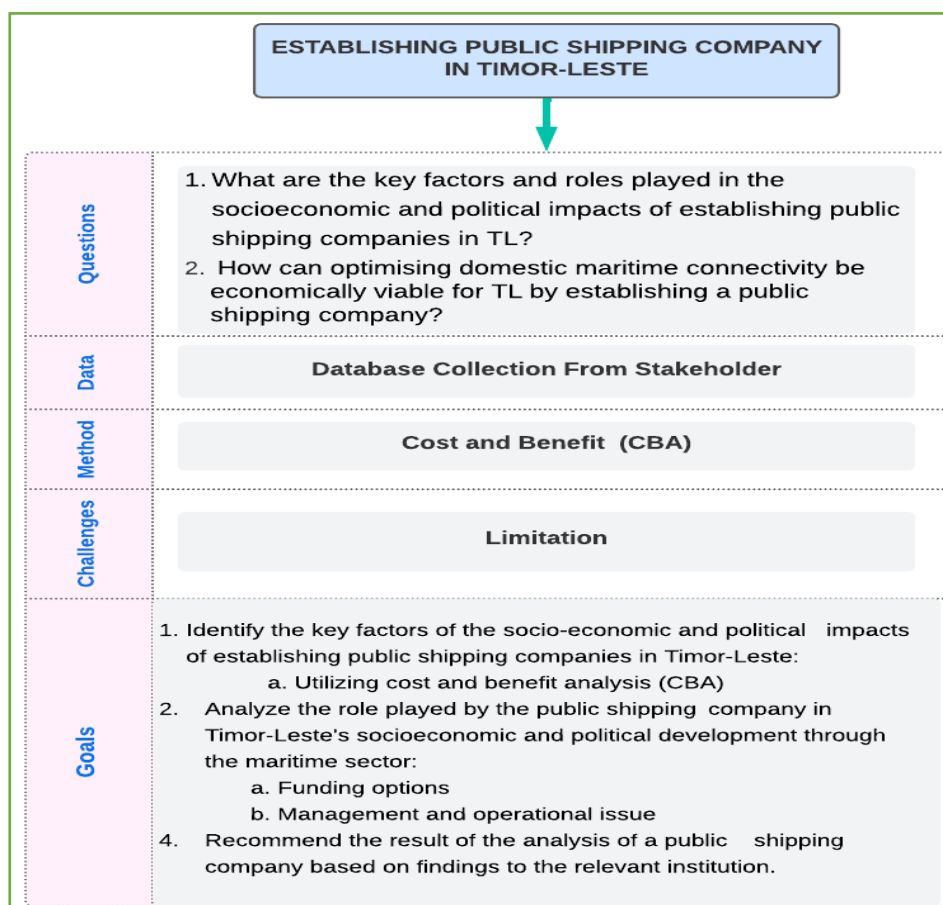 ESTABLISHING PUBLIC SHIPPING COMPANY
IN TIMOR-LESTE
Questions
1. What are the key factors and roles played in the
socioeconomic and political impacts of establishing public
shipping companies in TL?
2. How can optimising domestic maritime connectivity be
economically viable for TL by establishing a public
shipping company?
Data
Database Collection From Stakeholder
Method
Cost and Benefit (CBA)
Challenges
Limitation
Goals
1. Identify the key factors of the socio-economic and political impacts
of establishing public shipping companies in Timor-Leste:
a. Utilizing cost and benefit analysis (CBA)
2. Analyze the role played by the public shipping company in
Timor-Leste's socioeconomic and political development through
the maritime sector:
a. Funding options
b. Management and operational issue
4. Recommend the result of the analysis of a public shipping
company based on findings to the relevant institution.